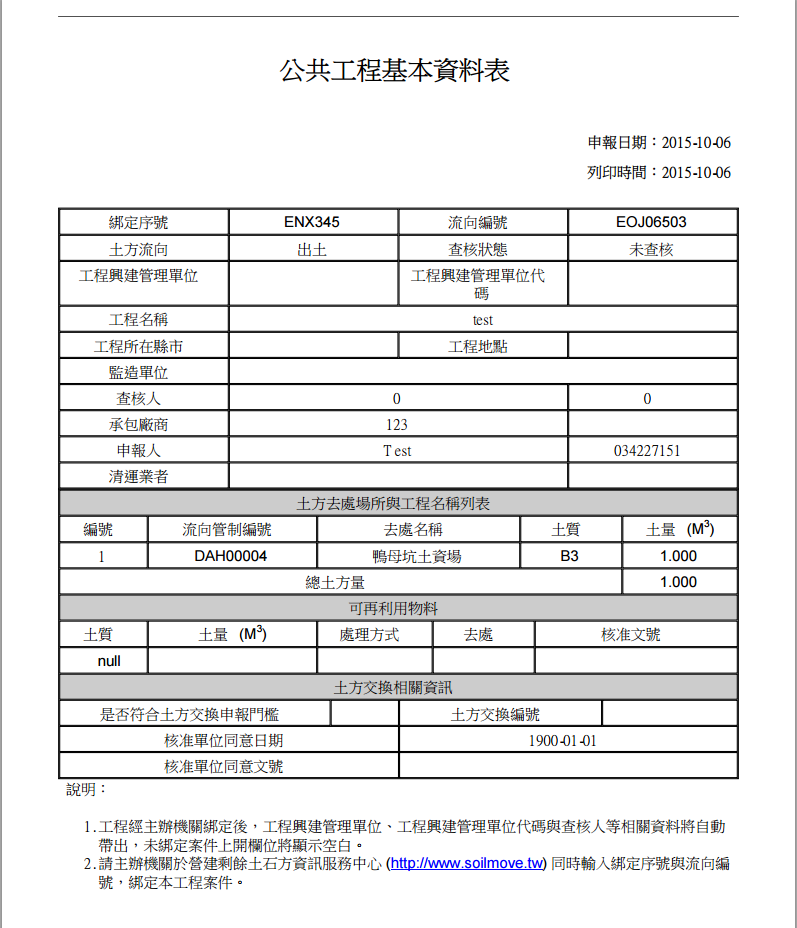 公共工程基本資料表
申報日期：2015-10-06
列印時間：2015-10-06
綁定序號 ENX345 流向編號 EOJ06503
土方流向 出土 查核狀態 未查核
工程興建管理單位 工程興建管理單位代
碼
工程名稱 test
工程所在縣市 工程地點
監造單位
查核人 0 0
承包廠商 123
申報人 Test 034227151
清運業者
土方去處場所與工程名稱列表
編號 流向管制編號 去處名稱 土質 土量 (M³)
1 DAH00004 鴨母坑土資場 B3 1.000
總土方量 1.000
可再利用物料
土質 土量 (M³) 處理方式 去處 核准文號
null
土方交換相關資訊
是否符合土方交換申報門檻 土方交換編號
核准單位同意日期 1900-01-01
核准單位同意文號
說明：
1.工程經主辦機關綁定後，工程興建管理單位、工程興建管理單位代碼與查核人等相關資料將自動
帶出，未綁定案件上開欄位將顯示空白。
2.請主辦機關於營建剩餘土石方資訊服務中心 (http://www.soilmove.tw) 同時輸入綁定序號與流向編
號，綁定本工程案件。